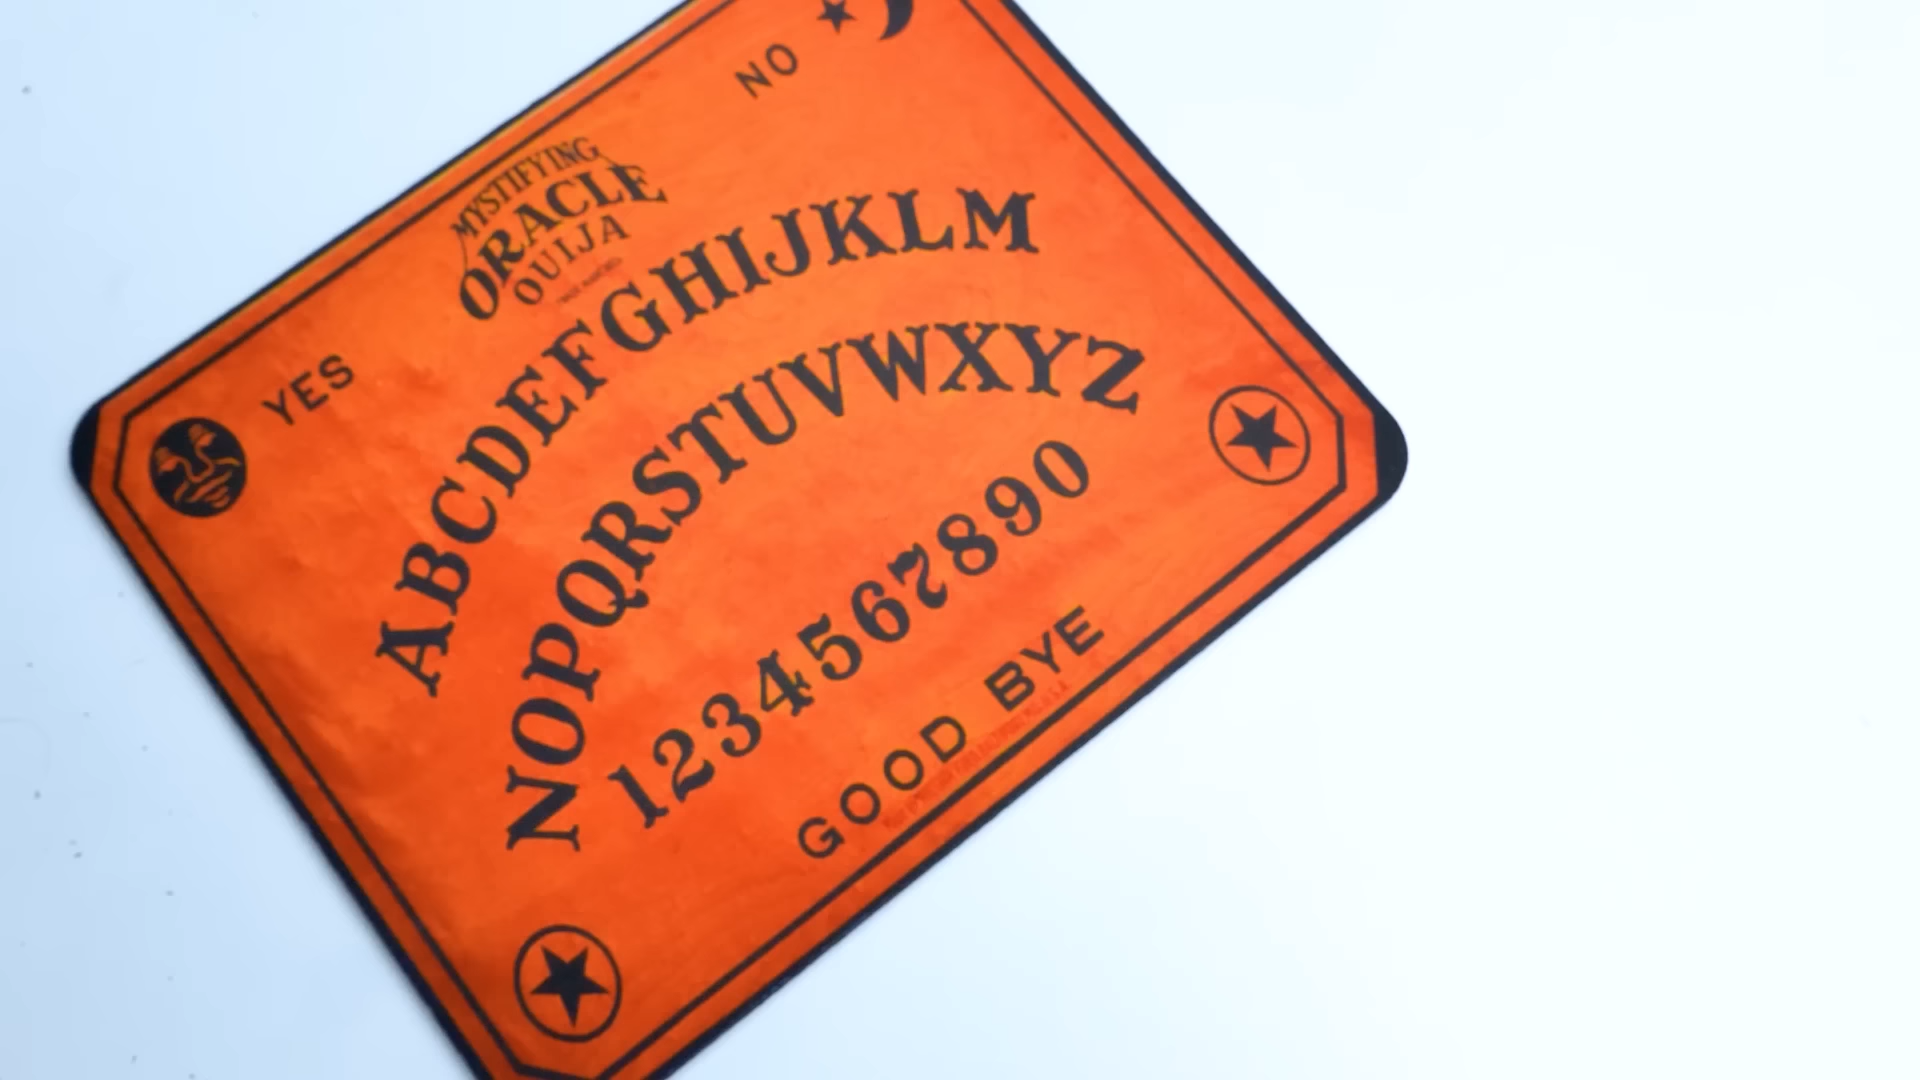 YES
NO
MYSTIFYING
ORACLE
OUIJA
ABCDEFGHIJKLM
NOPQRSTUVWXYZ
1234567890
GOOD BYE